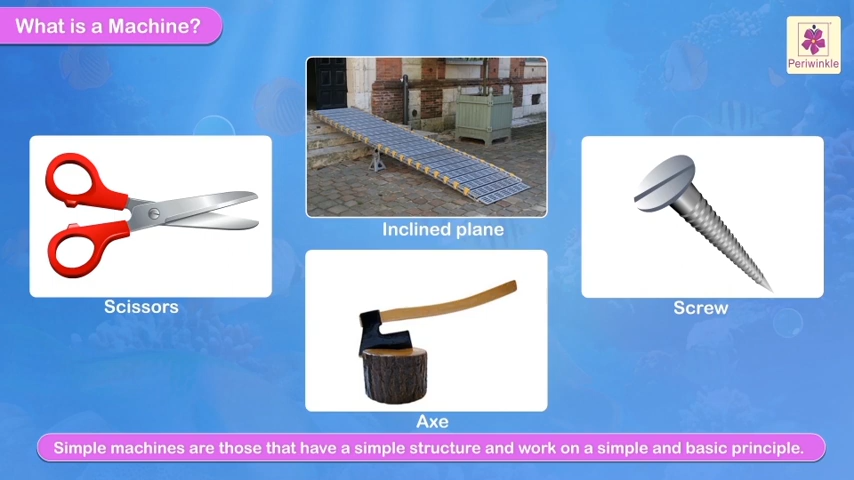 What is a Machine?
Periwinkle
Inclined plane
Scissors
Screw
Axe
Simple machines are those that have a simple structure and work on a simple and basic principle.